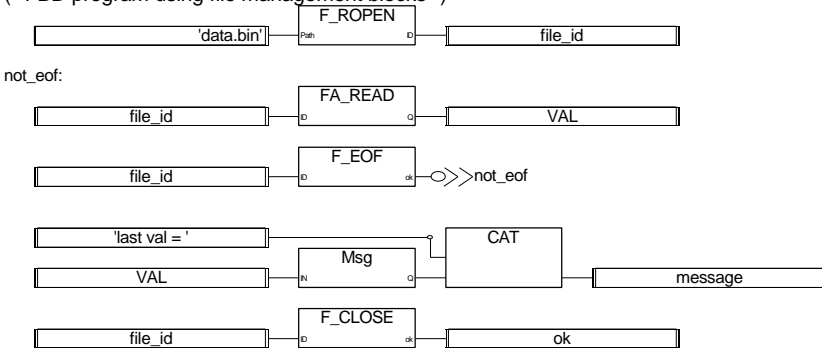 (* FBD program using file management blocks *)
F_ROPEN
'data.bin' Path ID file_id
not_eof:
FA_READ
file_id ID Q VAL
F_EOF
file_id ID ok not_eof
'last val = ' CAT
Msg
VAL IN Q message
F_CLOSE
file_id ID ok ok